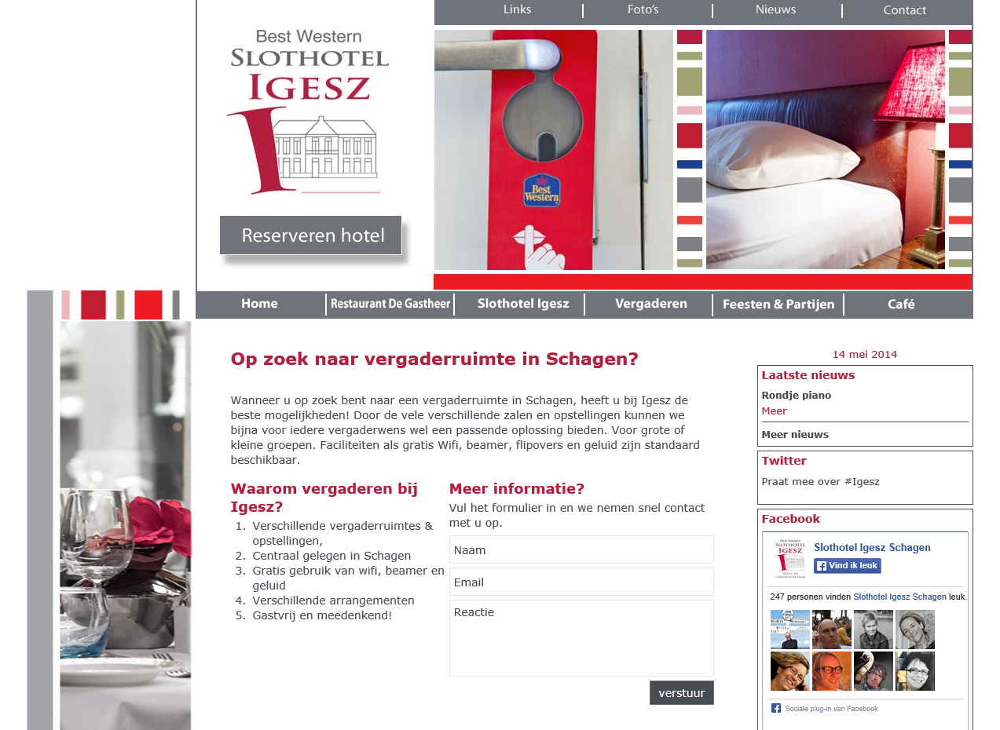 Links
Foto's
Nieuws
Contact
Best Western
SLOTHOTEL
IGESZ
Best
Western
Reserveren hotel
Home
Restaurant De Gastheer
Slothotel Igesz
Vergaderen
Feesten & Partijen
Café
Op zoek naar vergaderruimte in Schagen?
Wanneer u op zoek bent naar een vergaderruimte in Schagen, heeft u bij Igesz de
beste mogelijkheden! Door de vele verschillende zalen en opstellingen kunnen we
bijna voor iedere vergaderwens wel een passende oplossing bieden. Voor grote of
kleine groepen. Faciliteiten als gratis Wifi, beamer, flipovers en geluid zijn standaard
beschikbaar.
Waarom vergaderen bij
Igesz?
1. Verschillende vergaderruimtes &
opstellingen,
2. Centraal gelegen in Schagen
3. Gratis gebruik van wifi, beamer en
geluid
4. Verschillende arrangementen
5. Gastvrij en meedenkend!
Meer informatie?
Vul het formulier in en we nemen snel contact
met u op.
Naam
Email
Reactie
verstuur
14 mei 2014
Laatste nieuws
Rondje piano
Meer
Meer nieuws
Twitter
Praat mee over #Igesz
Facebook
Best Western
SLOTHOTEL
IGESZ
Slothotel Igesz Schagen
Vind ik leuk
247 personen vinden Slothotel Igesz Schagen leuk.
Sociale plug-in van Facebook